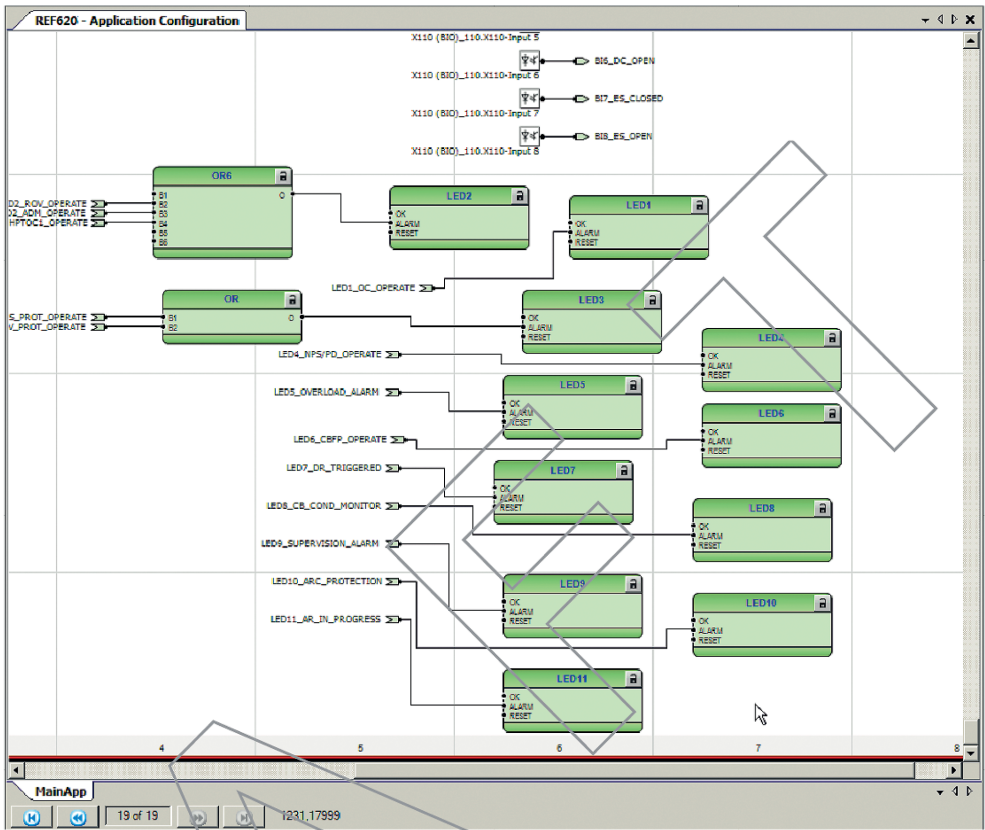 REF620 - Application Configuration
X110 (BIO)_110.X110-Input 5
BI6_DC_OPEN
X110 (BIO)_110.X110-Input 6
BI7_ES_CLOSED
X110 (BIO)_110.X110-Input 7
BI8_ES_OPEN
X110 (BIO)_110.X110-Input 8
OR6
B1 O
B2
B3
B4
B5
B6
D2_ROV_OPERATE
D2_ADM_OPERATE
HPTOC1_OPERATE
LED2
OK
ALARM
RESET
LED1
OK
ALARM
RESET
LED1_OC_OPERATE
OR
B1 O
B2
S_PROT_OPERATE
V_PROT_OPERATE
LED3
OK
ALARM
RESET
LED4_NPS/PD_OPERATE
LED4
OK
ALARM
RESET
LED5_OVERLOAD_ALARM
LED5
OK
ALARM
RESET
LED6_CBFP_OPERATE
LED6
OK
ALARM
RESET
LED7_DR_TRIGGERED
LED7
OK
ALARM
RESET
LED8_CB_COND_MONITOR
LED8
OK
ALARM
RESET
LED9_SUPERVISION_ALARM
LED9
OK
ALARM
RESET
LED10_ARC_PROTECTION
LED10
OK
ALARM
RESET
LED11_AR_IN_PROGRESS
LED11
OK
ALARM
RESET
4 5 6 7 8
MainApp
19 of 19 1231,17999